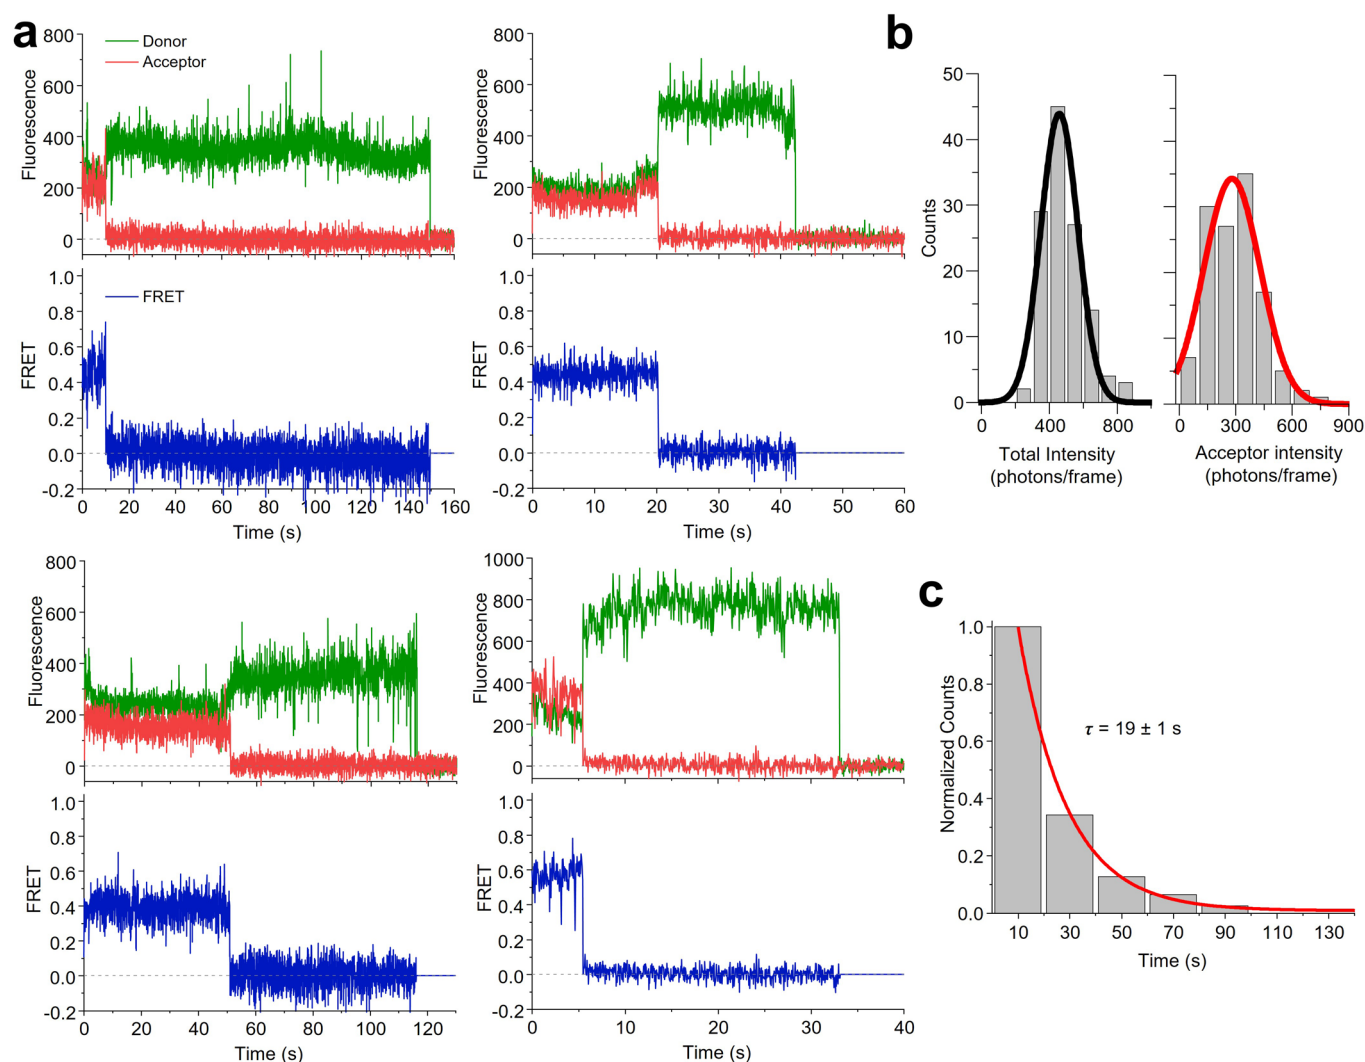 a
800
600
400
200
0
Fluorescence
Donor
Acceptor
800
600
400
200
0
Fluorescence
0 10 20 30 40 50 60
1.0
0.8
0.6
0.4
0.2
0.0
-0.2
FRET
FRET
0 20 40 60 80 100 120 140 160
Time (s)
1.0
0.8
0.6
0.4
0.2
0.0
-0.2
FRET
0 10 20 30 40 50 60
Time (s)
800
600
400
200
0
Fluorescence
1000
800
600
400
200
0
Fluorescence
1.0
0.8
0.6
0.4
0.2
0.0
-0.2
FRET
0 20 40 60 80 100 120
Time (s)
1.0
0.8
0.6
0.4
0.2
0.0
-0.2
FRET
0 10 20 30 40
Time (s)
b
50
40
30
20
10
0
Counts
0 400 800
Total Intensity
(photons/frame)
0 300 600 900
Acceptor intensity
(photons/frame)
c
1.0
0.8
0.6
0.4
0.2
0.0
Normalized Counts
τ = 19 ± 1 s
10 30 50 70 90 110 130
Time (s)